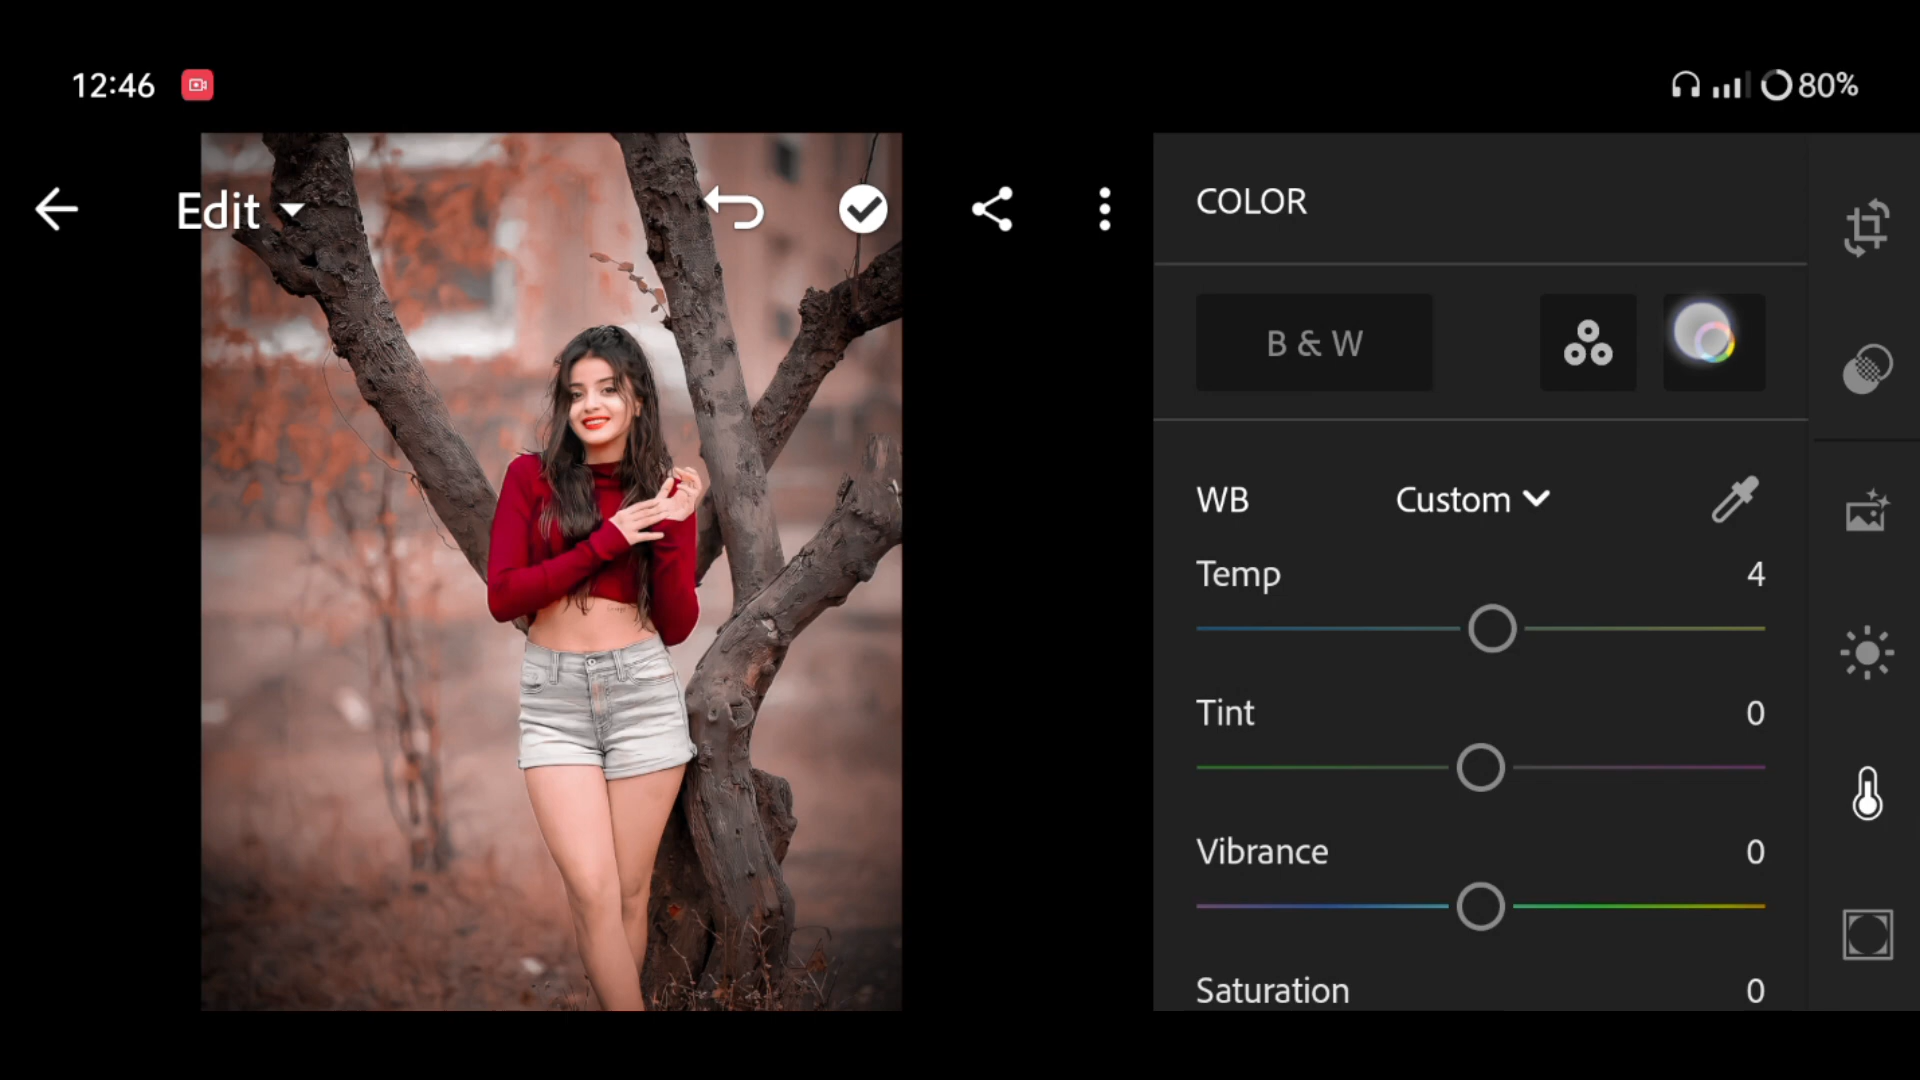 12:46
80%
Edit
COLOR
B & W
WB Custom
Temp 4
Tint 0
Vibrance 0
Saturation 0